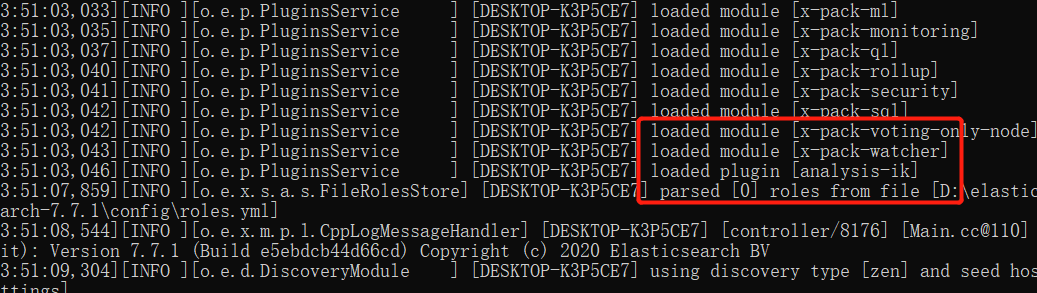 3:51:03,033][INFO ][o.e.p.PluginsService     ] [DESKTOP-K3P5CE7] loaded module [x-pack-ml]
3:51:03,035][INFO ][o.e.p.PluginsService     ] [DESKTOP-K3P5CE7] loaded module [x-pack-monitoring]
3:51:03,037][INFO ][o.e.p.PluginsService     ] [DESKTOP-K3P5CE7] loaded module [x-pack-ql]
3:51:03,040][INFO ][o.e.p.PluginsService     ] [DESKTOP-K3P5CE7] loaded module [x-pack-rollup]
3:51:03,041][INFO ][o.e.p.PluginsService     ] [DESKTOP-K3P5CE7] loaded module [x-pack-security]
3:51:03,042][INFO ][o.e.p.PluginsService     ] [DESKTOP-K3P5CE7] loaded module [x-pack-sql]
3:51:03,042][INFO ][o.e.p.PluginsService     ] [DESKTOP-K3P5CE7] loaded module [x-pack-voting-only-node]
3:51:03,043][INFO ][o.e.p.PluginsService     ] [DESKTOP-K3P5CE7] loaded module [x-pack-watcher]
3:51:03,046][INFO ][o.e.p.PluginsService     ] [DESKTOP-K3P5CE7] loaded plugin [analysis-ik]
3:51:07,859][INFO ][o.e.x.s.a.s.FileRolesStore] [DESKTOP-K3P5CE7] parsed [0] roles from file [D:\elastic
arch-7.7.1\config\roles.yml]
3:51:08,544][INFO ][o.e.x.m.p.l.CppLogMessageHandler] [DESKTOP-K3P5CE7] [controller/8176] [Main.cc@110]
it): Version 7.7.1 (Build e5ebdcb44d66cd) Copyright (c) 2020 Elasticsearch BV
3:51:09,304][INFO ][o.e.d.DiscoveryModule    ] [DESKTOP-K3P5CE7] using discovery type [zen] and seed hos
ttings]